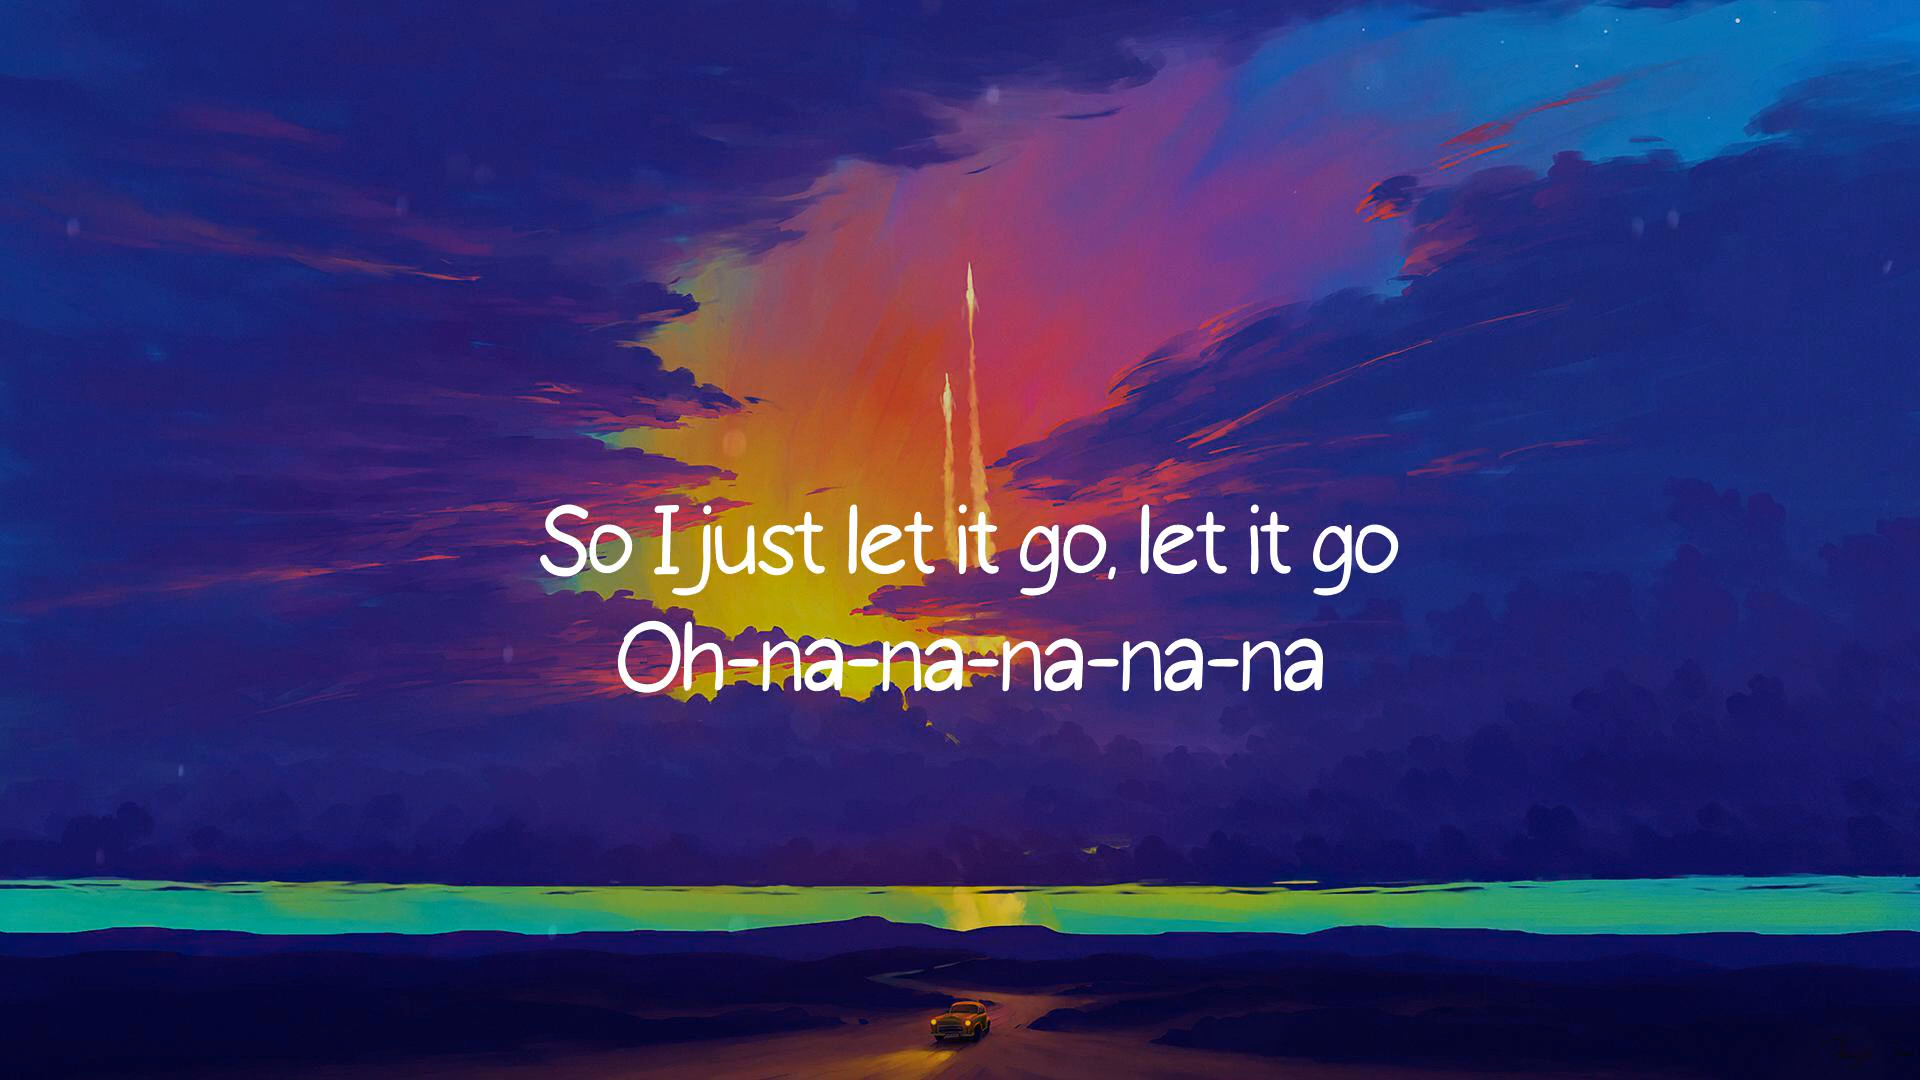 So I just let it go, let it go
Oh-na-na-na-na-na